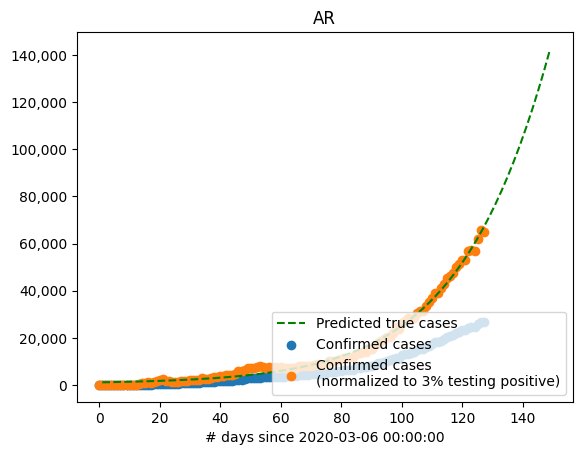 AR
140,000
120,000
100,000
80,000
60,000
40,000
20,000
0
Predicted true cases
Confirmed cases
Confirmed cases
(normalized to 3% testing positive)
0 20 40 60 80 100 120 140
# days since 2020-03-06 00:00:00